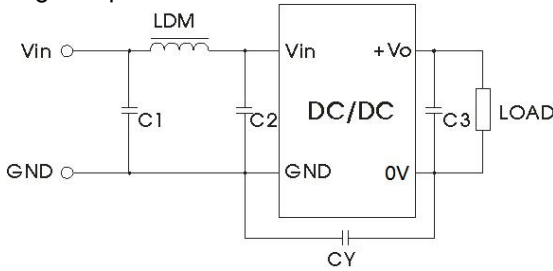 LDM
Vin
Vin
+Vo
C1
C2
DC/DC
C3
LOAD
GND
GND
0V
CY